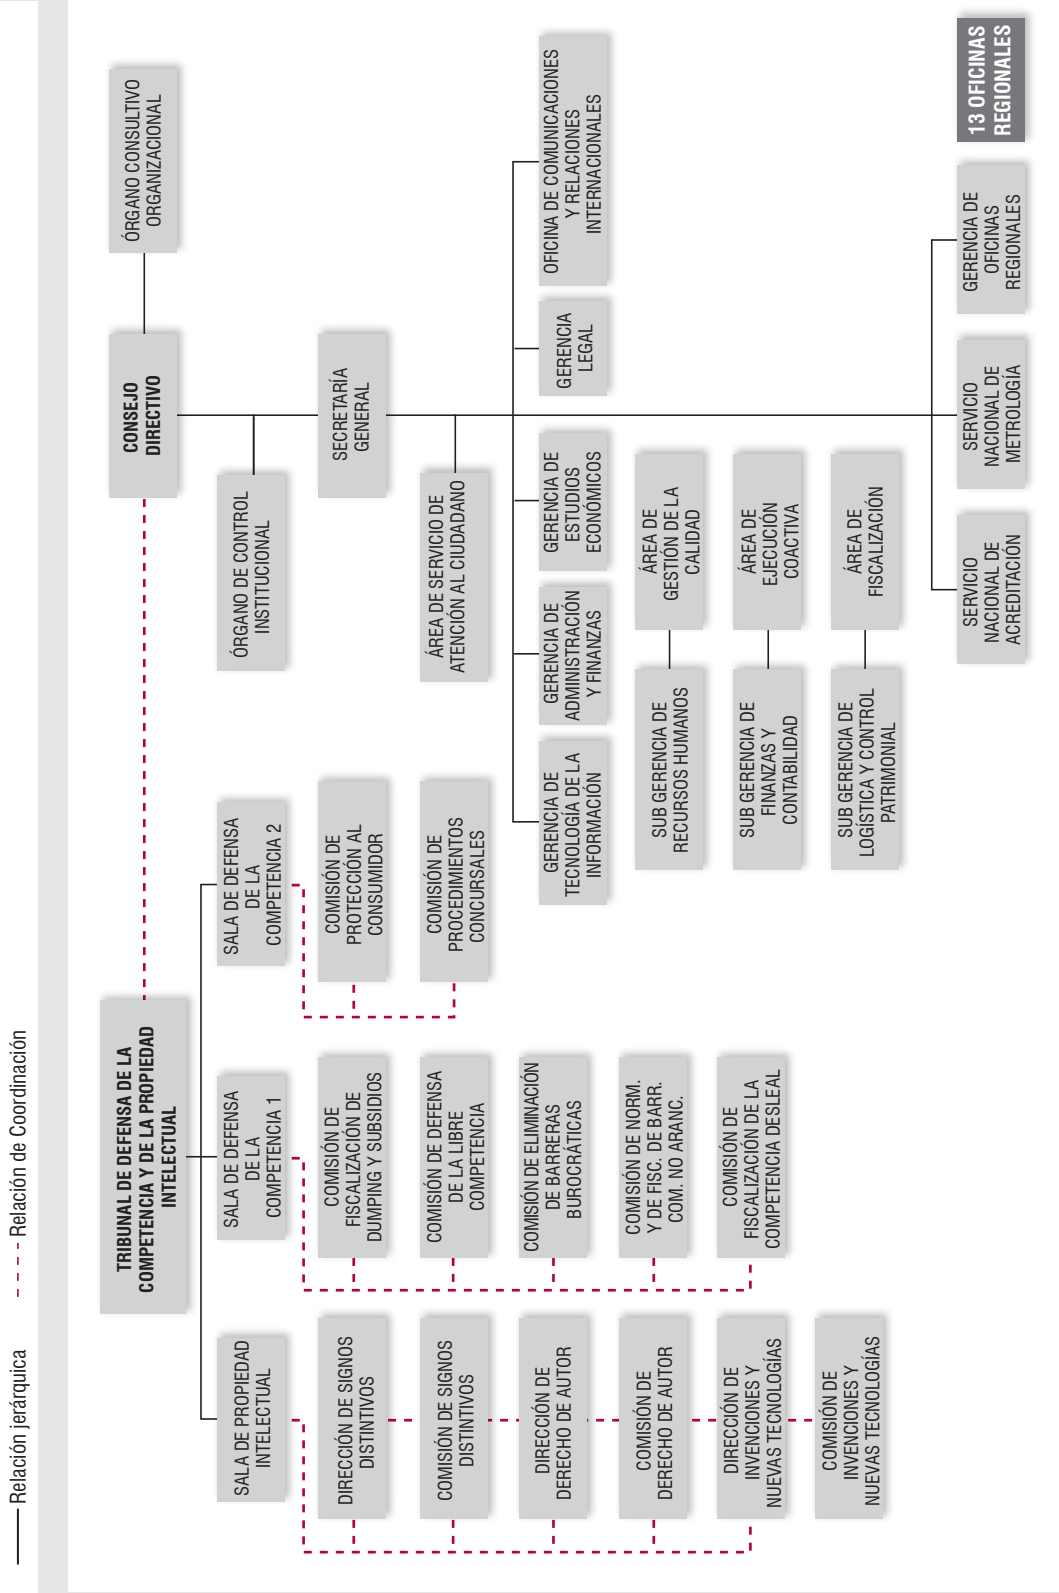 Relación jerárquica
Relación de Coordinación
TRIBUNAL DE DEFENSA DE LA
COMPETENCIA Y DE LA PROPIEDAD
INTELECTUAL
CONSEJO
DIRECTIVO
ÓRGANO CONSULTIVO
ORGANIZACIONAL
SALA DE PROPIEDAD
INTELECTUAL
SALA DE DEFENSA
DE LA
COMPETENCIA 1
SALA DE DEFENSA
DE LA
COMPETENCIA 2
ÓRGANO DE CONTROL
INSTITUCIONAL
DIRECCIÓN DE SIGNOS
DISTINTIVOS
COMISIÓN DE
FISCALIZACIÓN DE
DUMPING Y SUBSIDIOS
COMISIÓN DE
PROTECCIÓN AL
CONSUMIDOR
SECRETARÍA
GENERAL
COMISIÓN DE SIGNOS
DISTINTIVOS
COMISIÓN DE DEFENSA
DE LA LIBRE
COMPETENCIA
COMISIÓN DE
PROCEDIMIENTOS
CONCURSALES
ÁREA DE SERVICIO DE
ATENCIÓN AL CIUDADANO
DIRECCIÓN DE
DERECHO DE AUTOR
COMISIÓN DE ELIMINACIÓN
DE BARRERAS
BUROCRÁTICAS
GERENCIA DE
TECNOLOGÍA DE LA
INFORMACIÓN
GERENCIA DE
ADMINISTRACIÓN
Y FINANZAS
GERENCIA DE
ESTUDIOS
ECONÓMICOS
GERENCIA
LEGAL
OFICINA DE COMUNICACIONES
Y RELACIONES
INTERNACIONALES
COMISIÓN DE
DERECHO DE AUTOR
COMISIÓN DE NORM.
Y DE FISC. DE BARR.
COM. NO ARANC.
SUB GERENCIA DE
RECURSOS HUMANOS
ÁREA DE
GESTIÓN DE LA
CALIDAD
DIRECCIÓN DE
INVENCIONES Y
NUEVAS TECNOLOGÍAS
COMISIÓN DE
FISCALIZACIÓN DE LA
COMPETENCIA DESLEAL
SUB GERENCIA DE
FINANZAS Y
CONTABILIDAD
ÁREA DE
EJECUCIÓN
COACTIVA
COMISIÓN DE
INVENCIONES Y
NUEVAS TECNOLOGÍAS
SUB GERENCIA DE
LOGÍSTICA Y CONTROL
PATRIMONIAL
ÁREA DE
FISCALIZACIÓN
SERVICIO
NACIONAL DE
ACREDITACIÓN
SERVICIO
NACIONAL DE
METROLOGÍA
GERENCIA DE
OFICINAS
REGIONALES
13 OFICINAS
REGIONALES